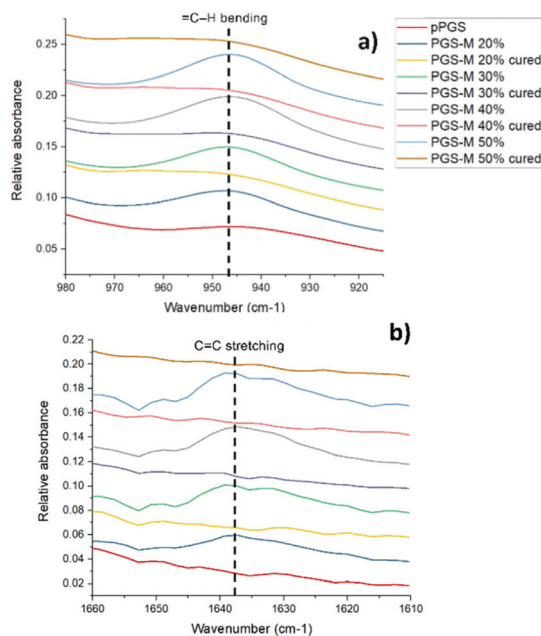 =C–H bending
a)
0.25
0.20
0.15
0.10
0.05
Relative absorbance
980 970 960 950 940 930 920
Wavenumber (cm-1)
pPGS
PGS-M 20%
PGS-M 20% cured
PGS-M 30%
PGS-M 30% cured
PGS-M 40%
PGS-M 40% cured
PGS-M 50%
PGS-M 50% cured
b)
C=C stretching
0.22
0.20
0.18
0.16
0.14
0.12
0.10
0.08
0.06
0.04
0.02
Relative absorbance
1660 1650 1640 1630 1620 1610
Wavenumber (cm-1)